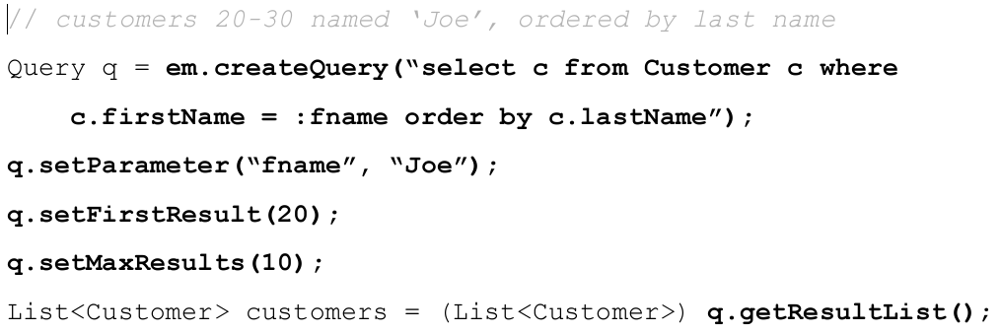 // customers 20-30 named ‘Joe’, ordered by last name
Query q = em.createQuery(“select c from Customer c where
c.firstName = :fname order by c.lastName”);
q.setParameter(“fname”, “Joe”);
q.setFirstResult(20);
q.setMaxResults(10);
List<Customer> customers = (List<Customer>) q.getResultList();